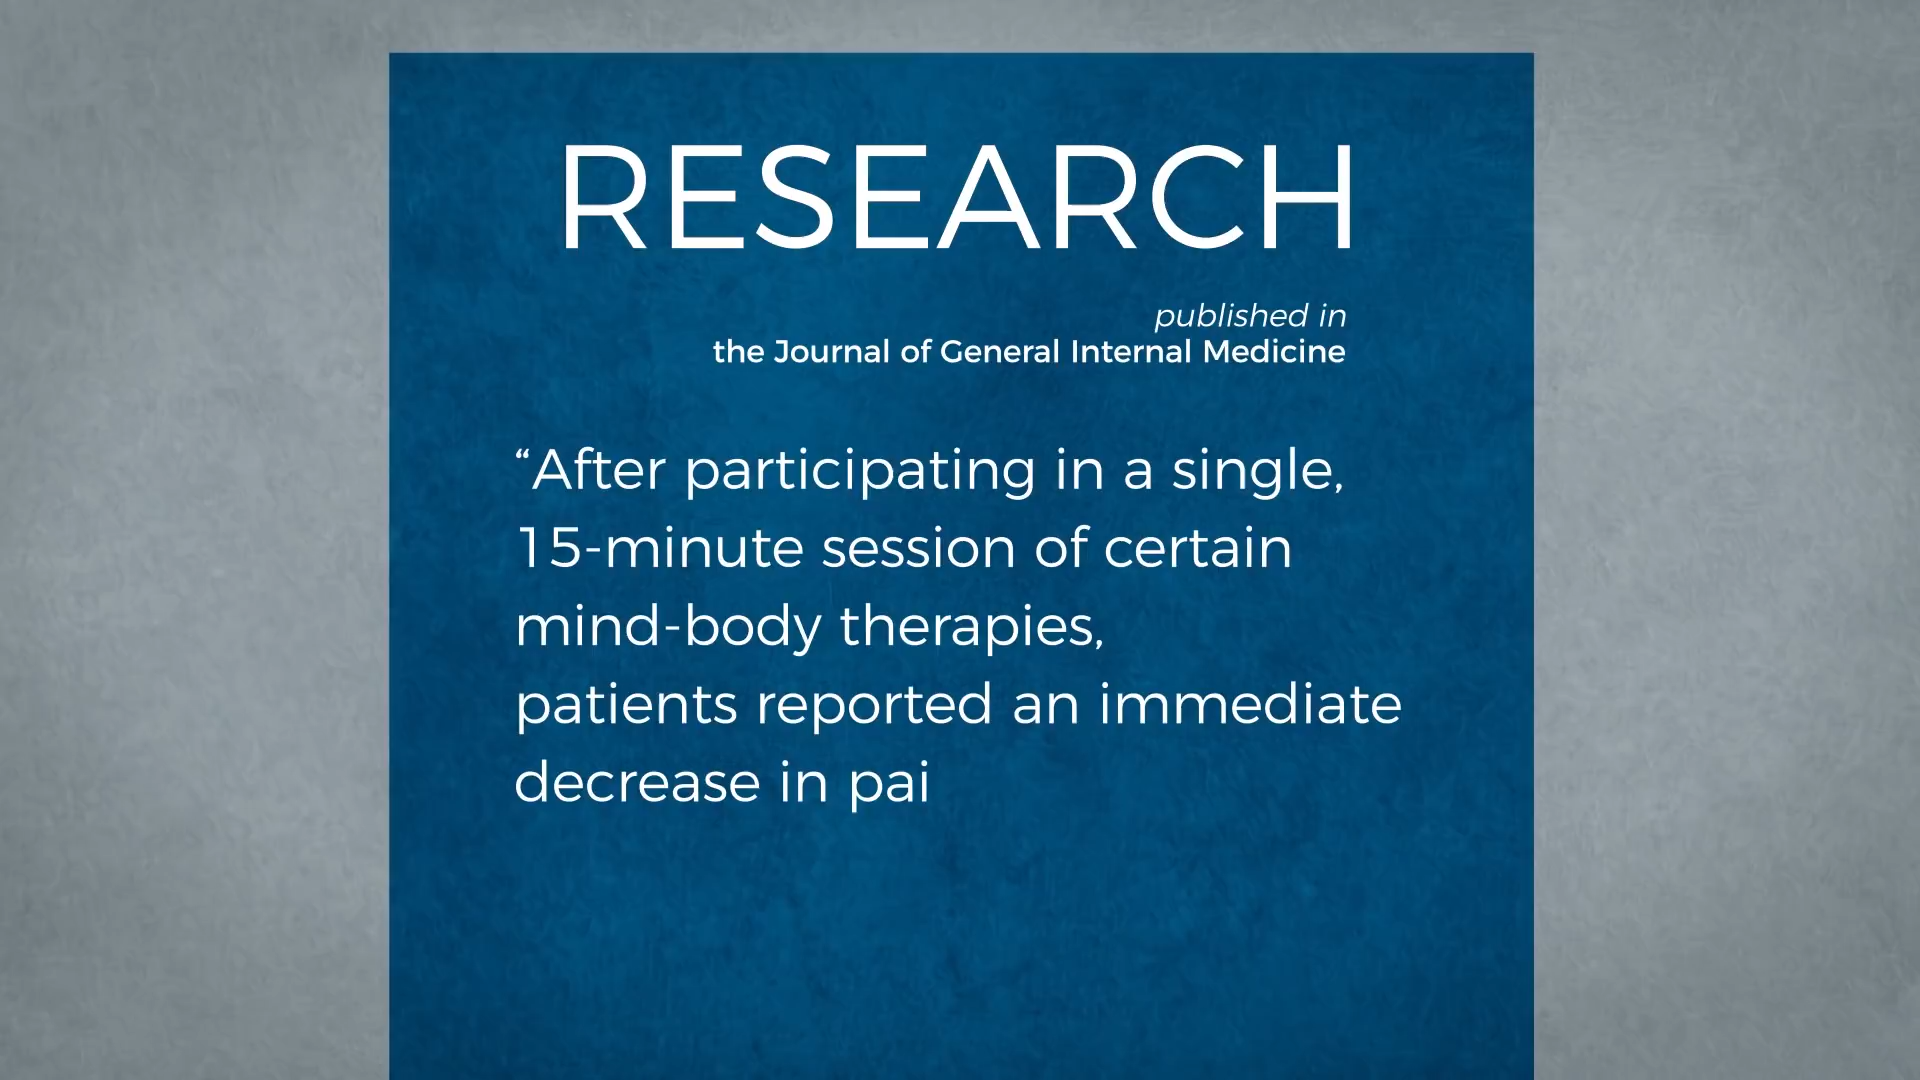 RESEARCH
published in
the Journal of General Internal Medicine
“After participating in a single,
15-minute session of certain
mind-body therapies,
patients reported an immediate
decrease in pai